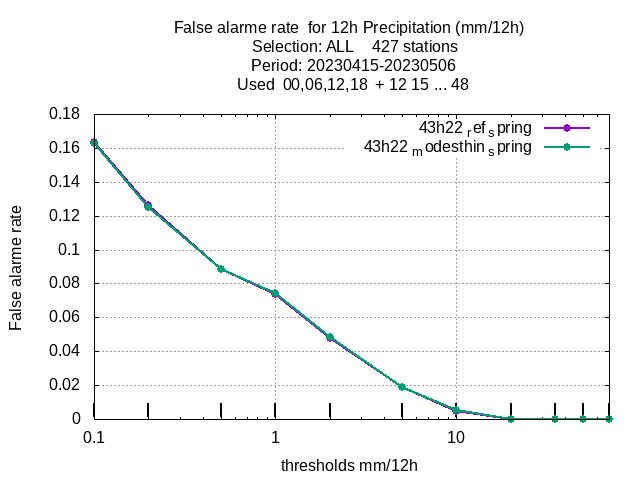 False alarme rate  for 12h Precipitation (mm/12h)
Selection: ALL    427 stations
Period: 20230415-20230506
Used  00,06,12,18  + 12 15 ... 48
43h22 ref spring
43h22 modesthin spring
0.18
0.16
0.14
0.12
0.1
0.08
0.06
0.04
0.02
0
False alarme rate
0.1 1 10
thresholds mm/12h